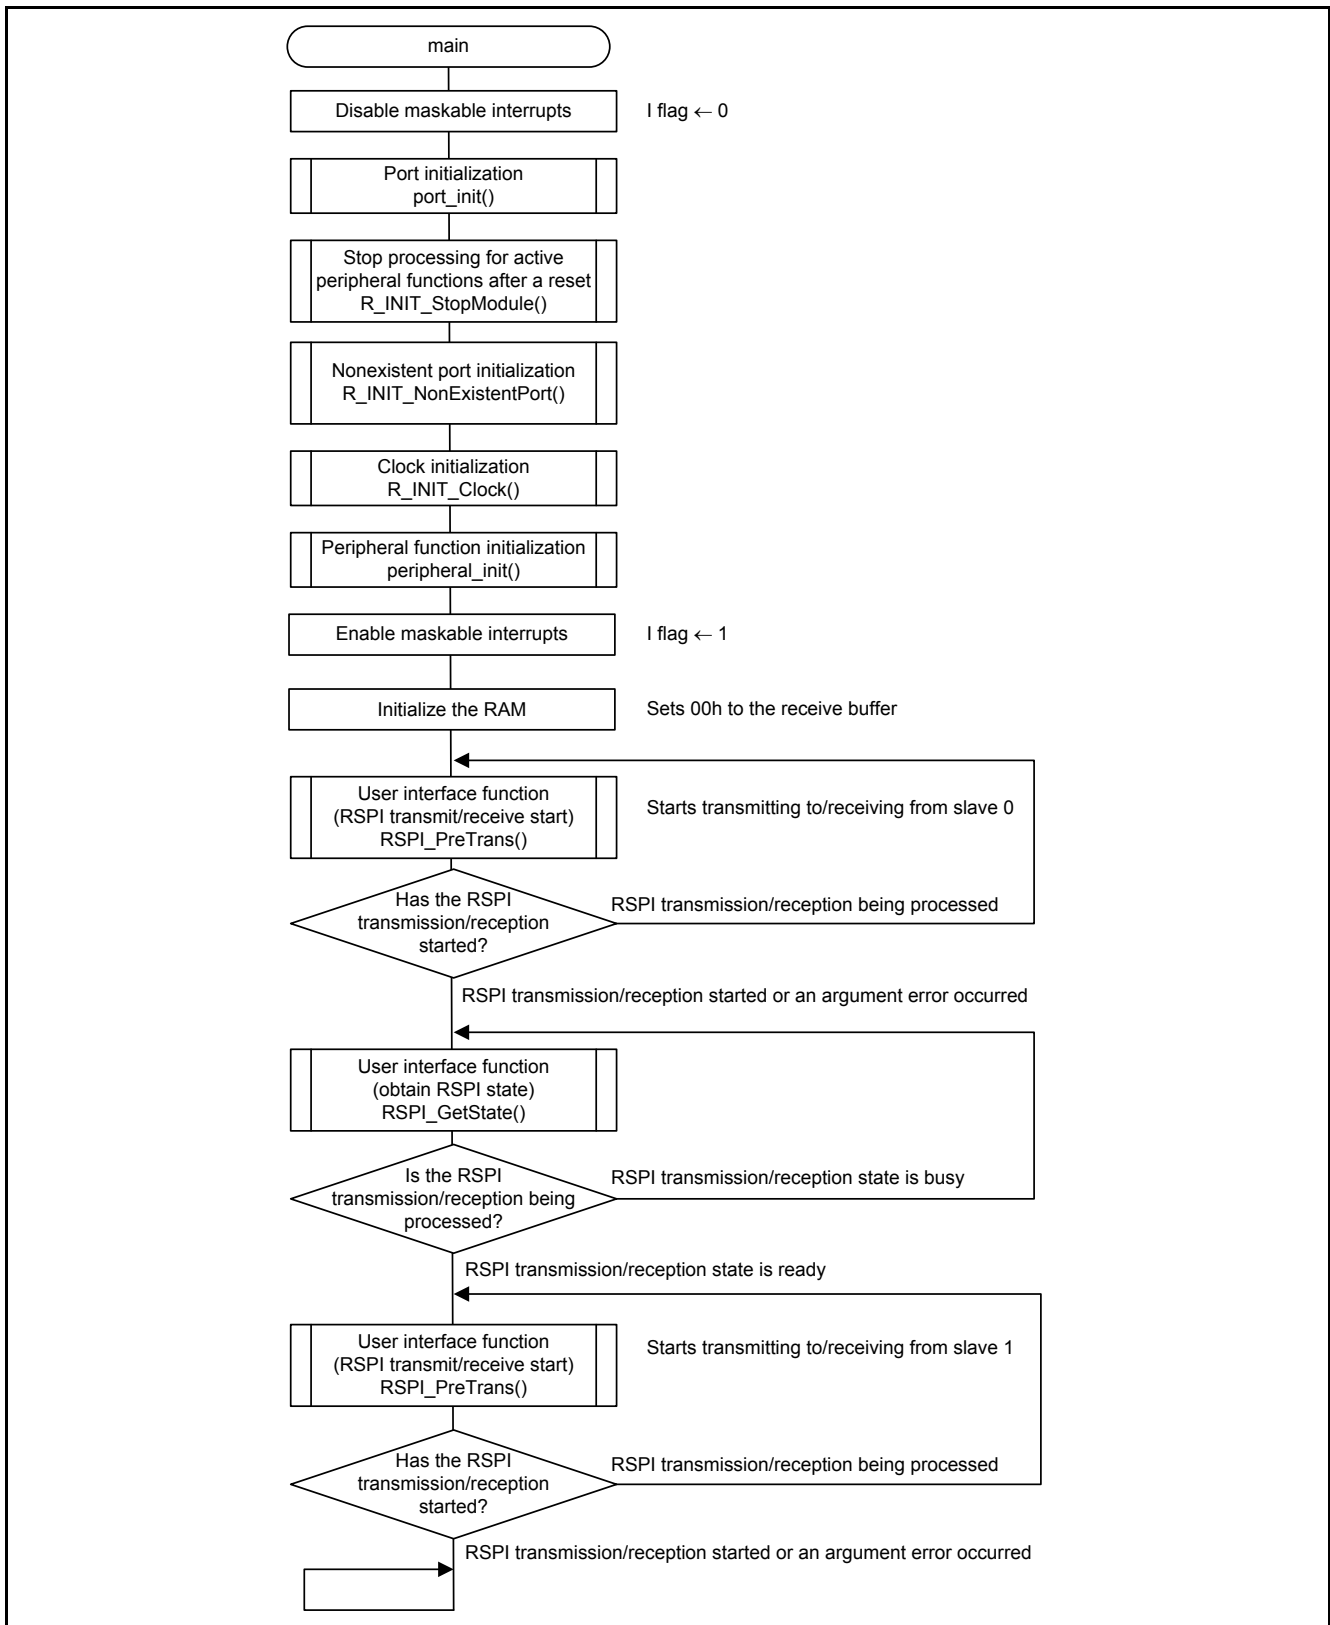 main
Disable maskable interrupts
I flag ← 0
Port initialization
port_init()
Stop processing for active
peripheral functions after a reset
R_INIT_StopModule()
Nonexistent port initialization
R_INIT_NonExistentPort()
Clock initialization
R_INIT_Clock()
Peripheral function initialization
peripheral_init()
Enable maskable interrupts
I flag ← 1
Initialize the RAM
Sets 00h to the receive buffer
User interface function
(RSPI transmit/receive start)
RSPI_PreTrans()
Starts transmitting to/receiving from slave 0
Has the RSPI
transmission/reception
started?
RSPI transmission/reception being processed
RSPI transmission/reception started or an argument error occurred
User interface function
(obtain RSPI state)
RSPI_GetState()
Is the RSPI
transmission/reception being
processed?
RSPI transmission/reception state is busy
RSPI transmission/reception state is ready
User interface function
(RSPI transmit/receive start)
RSPI_PreTrans()
Starts transmitting to/receiving from slave 1
Has the RSPI
transmission/reception
started?
RSPI transmission/reception being processed
RSPI transmission/reception started or an argument error occurred